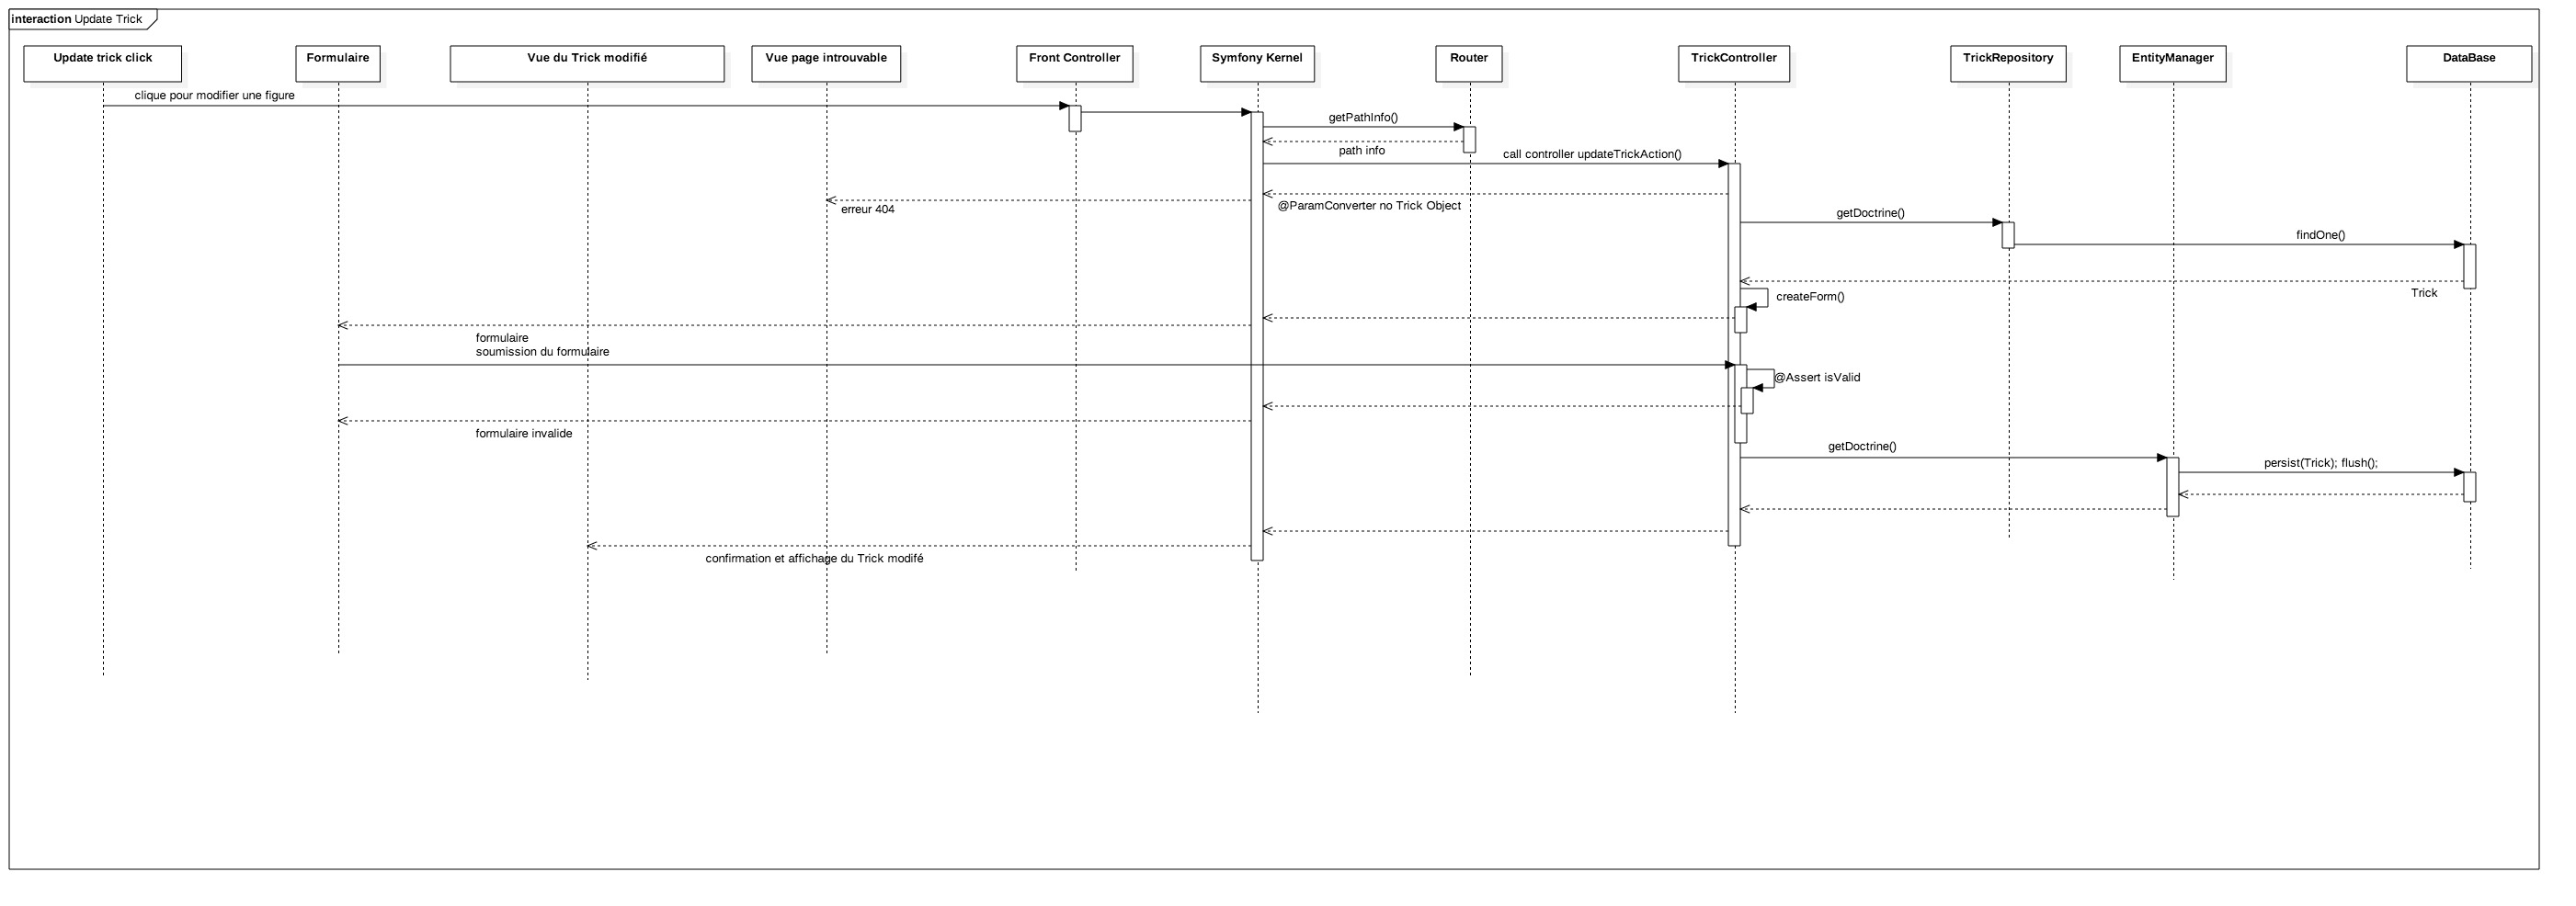 interaction Update Trick
Update trick click
Formulaire
Vue du Trick modifié
Vue page introuvable
Front Controller
Symfony Kernel
Router
TrickController
TrickRepository
EntityManager
DataBase
clique pour modifier une figure
getPathInfo()
path info
call controller updateTrickAction()
@ParamConverter no Trick Object
erreur 404
getDoctrine()
findOne()
Trick
createForm()
formulaire
soumission du formulaire
@Assert isValid
formulaire invalide
getDoctrine()
persist(Trick); flush();
confirmation et affichage du Trick modifé